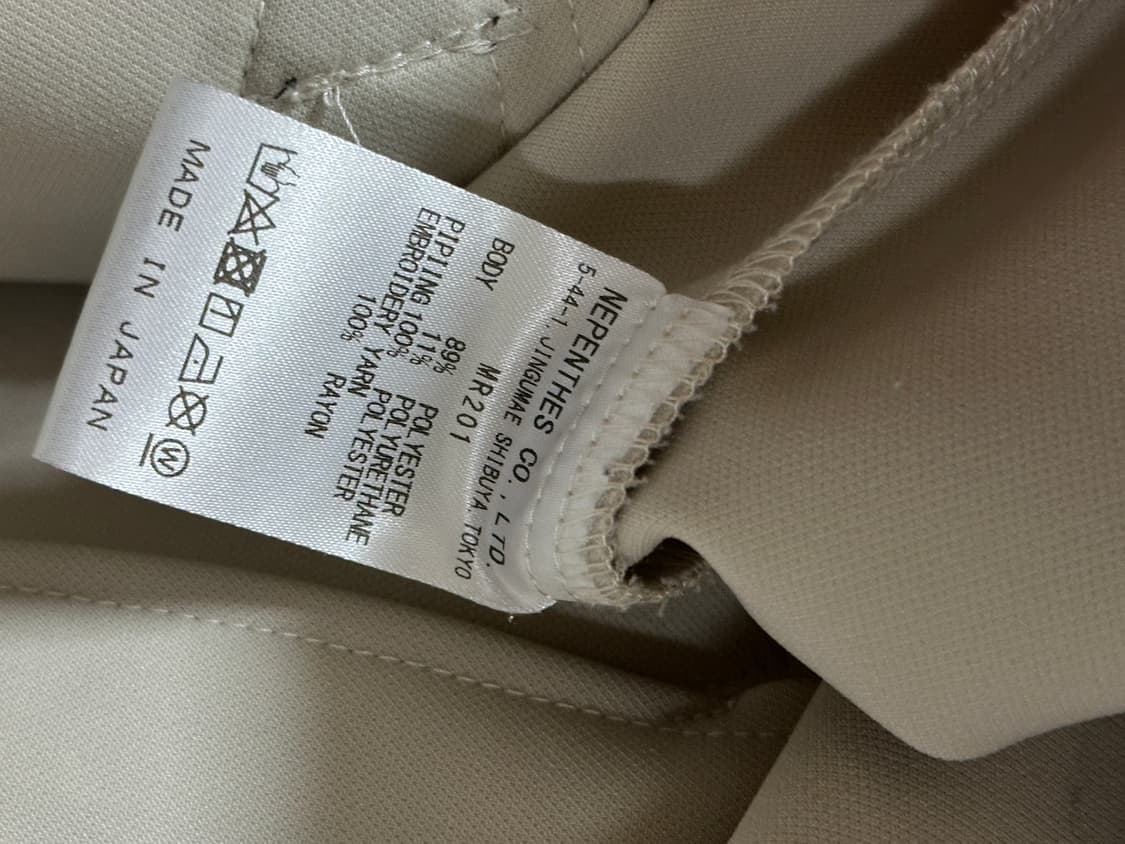 NEPENTHES CO., LTD.
5-44-1, JINGUMAE SHIBUYA TOKYO
MR201
BODY 89% POLYESTER
11% POLYURETHANE
PIPIING 100% POLYESTER
EMBROIDERY YARN
100% RAYON
W
MADE IN JAPAN